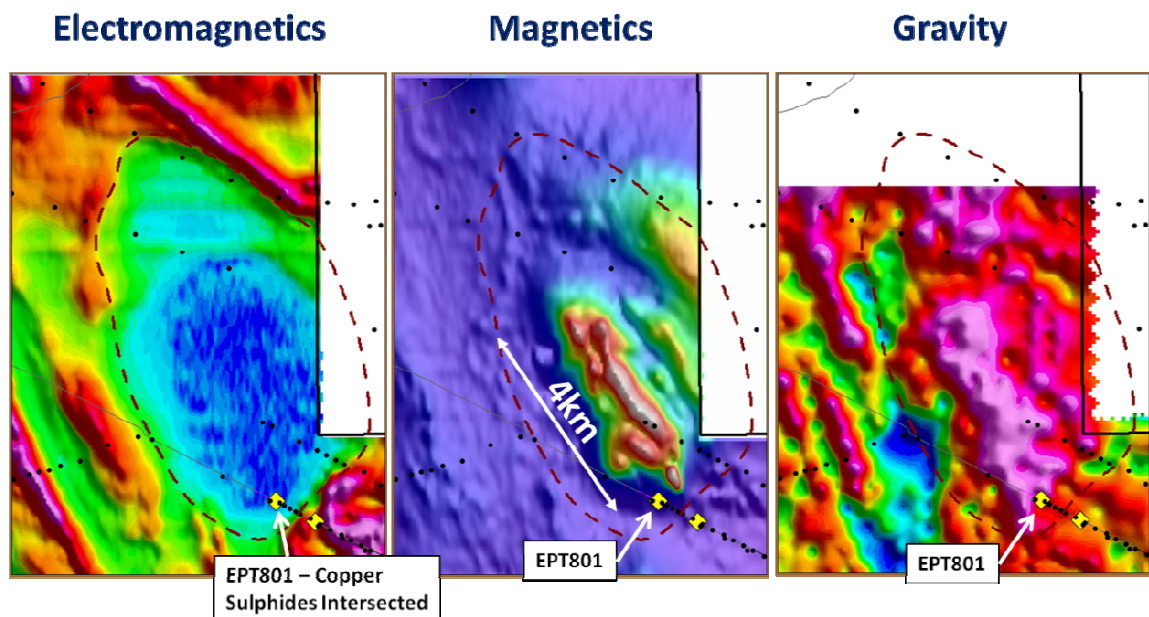 Electromagnetics
Magnetics
Gravity
4km
EPT801 – Copper
Sulphides Intersected
EPT801
EPT801